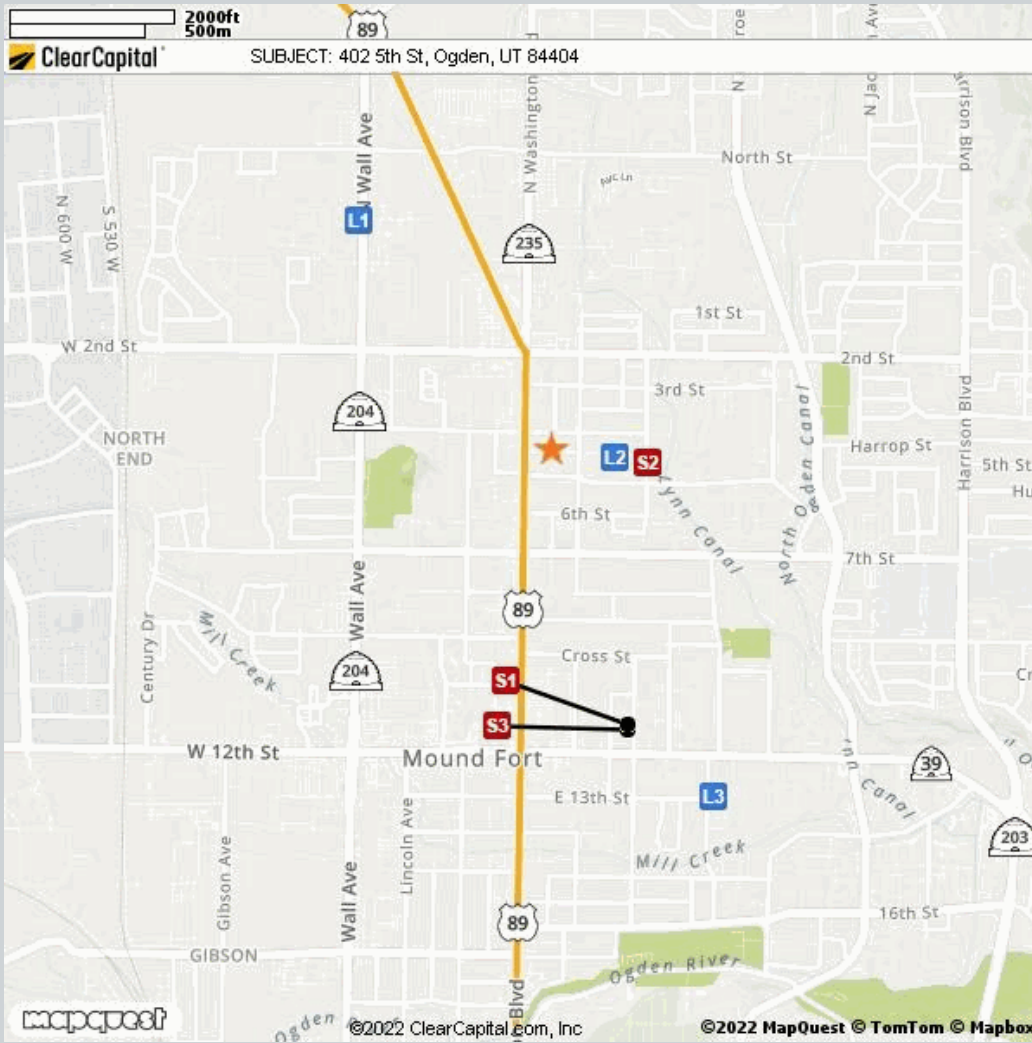 2000ft
500m
89
ClearCapital
SUBJECT: 402 5th St, Ogden, UT 84404
N Wall Ave
N Washington
North St
N 600 W
S 530 W
L1
235
1st St
W 2nd St
2nd St
3rd St
204
NORTH
END
Harrop St
Harrison Blvd
5th St
L2
S2
Lynn Canal
North Ogden Canal
6th St
7th St
Wall Ave
89
Century Dr
Mill Creek
Cross St
204
S1
S3
W 12th St
Mound Fort
39
E 13th St
L3
203
Lincoln Ave
Gibson Ave
Mill Creek
Wall Ave
89
16th St
GIBSON
Ogden River
Blvd
mapquest
Ogden
©2022 ClearCapital.com, Inc
©2022 MapQuest © TomTom © Mapbox